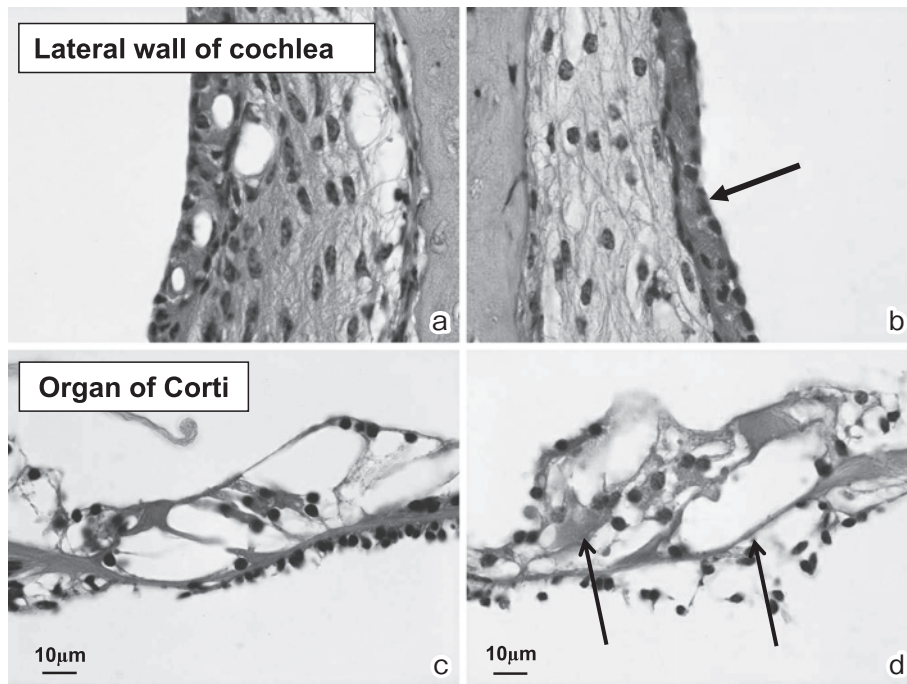 Lateral wall of cochlea
a
b
Organ of Corti
10μm
c
10μm
d